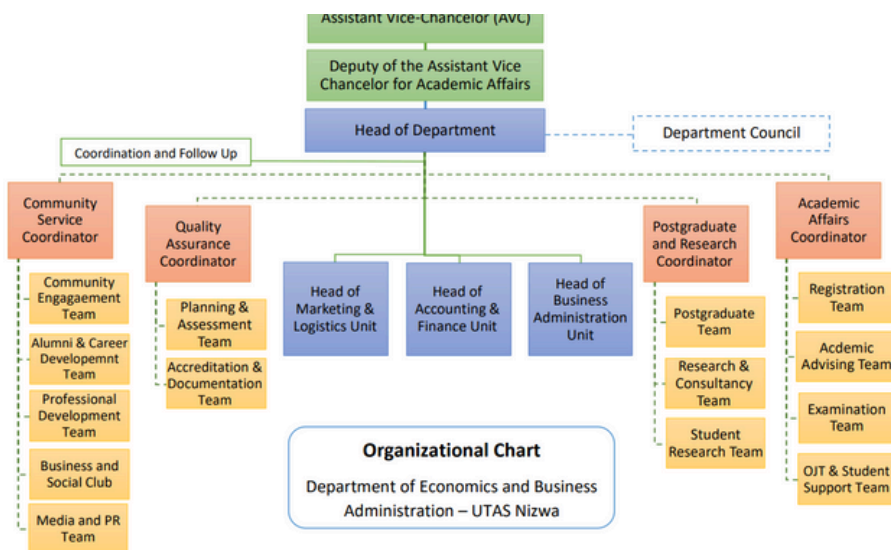 Assistant Vice-Chancelor (AVC)
Deputy of the Assistant Vice
Chancelor for Academic Affairs
Head of Department
Department Council
Coordination and Follow Up
Community
Service
Coordinator
Quality
Assurance
Coordinator
Postgraduate
and Research
Coordinator
Academic
Affairs
Coordinator
Community
Engagaement
Team
Alumni & Career
Developemnt
Team
Professional
Development
Team
Business and
Social Club
Media and PR
Team
Planning &
Assessment
Team
Accreditation &
Documentation
Team
Head of
Marketing &
Logistics Unit
Head of
Accounting &
Finance Unit
Head of
Business
Administration
Unit
Postgraduate
Team
Research &
Consultancy
Team
Student
Research Team
Registration
Team
Acdemic
Advising Team
Examination
Team
OJT & Student
Support Team
Organizational Chart
Department of Economics and Business
Administration – UTAS Nizwa